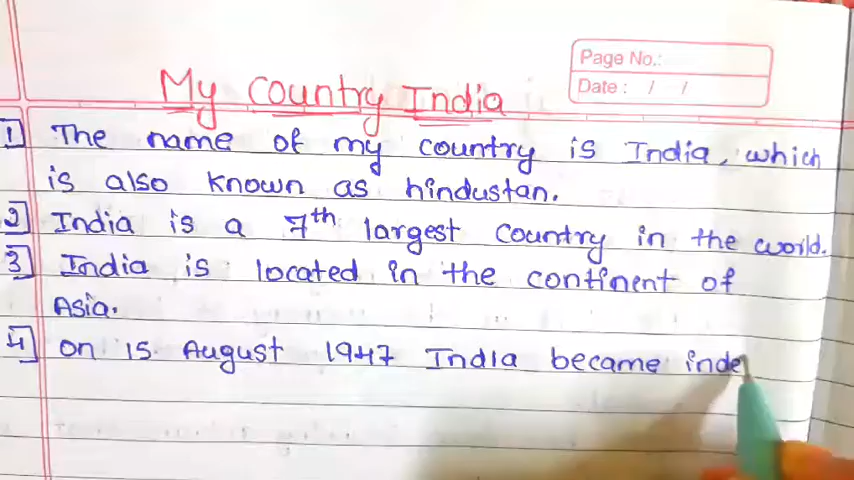 Page No.:
Date : / /
My country India
1 The name of my country is India, which
is also known as hindustan.
2 India is a 7th largest country in the world.
3 India is located in the continent of
Asia.
4 on 15 August 1947 India became inde